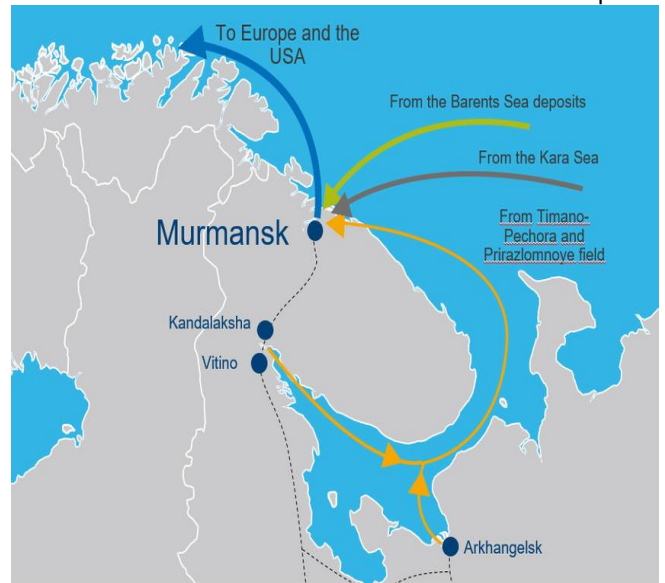 To Europe and the
USA
From the Barents Sea deposits
From the Kara Sea
From Timano-
Pechora and
Prirazlomnoye field
Murmansk
Kandalaksha
Vitino
Arkhangelsk